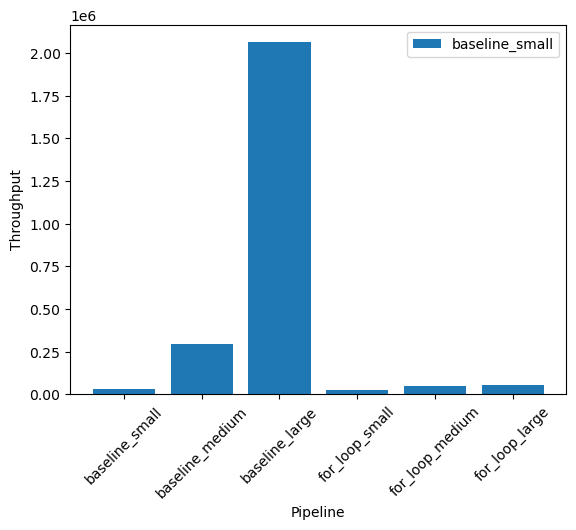 1e6
baseline_small
2.00
1.75
1.50
1.25
1.00
0.75
0.50
0.25
0.00
Throughput
baseline_small
baseline_medium
baseline_large
for_loop_small
for_loop_medium
for_loop_large
Pipeline